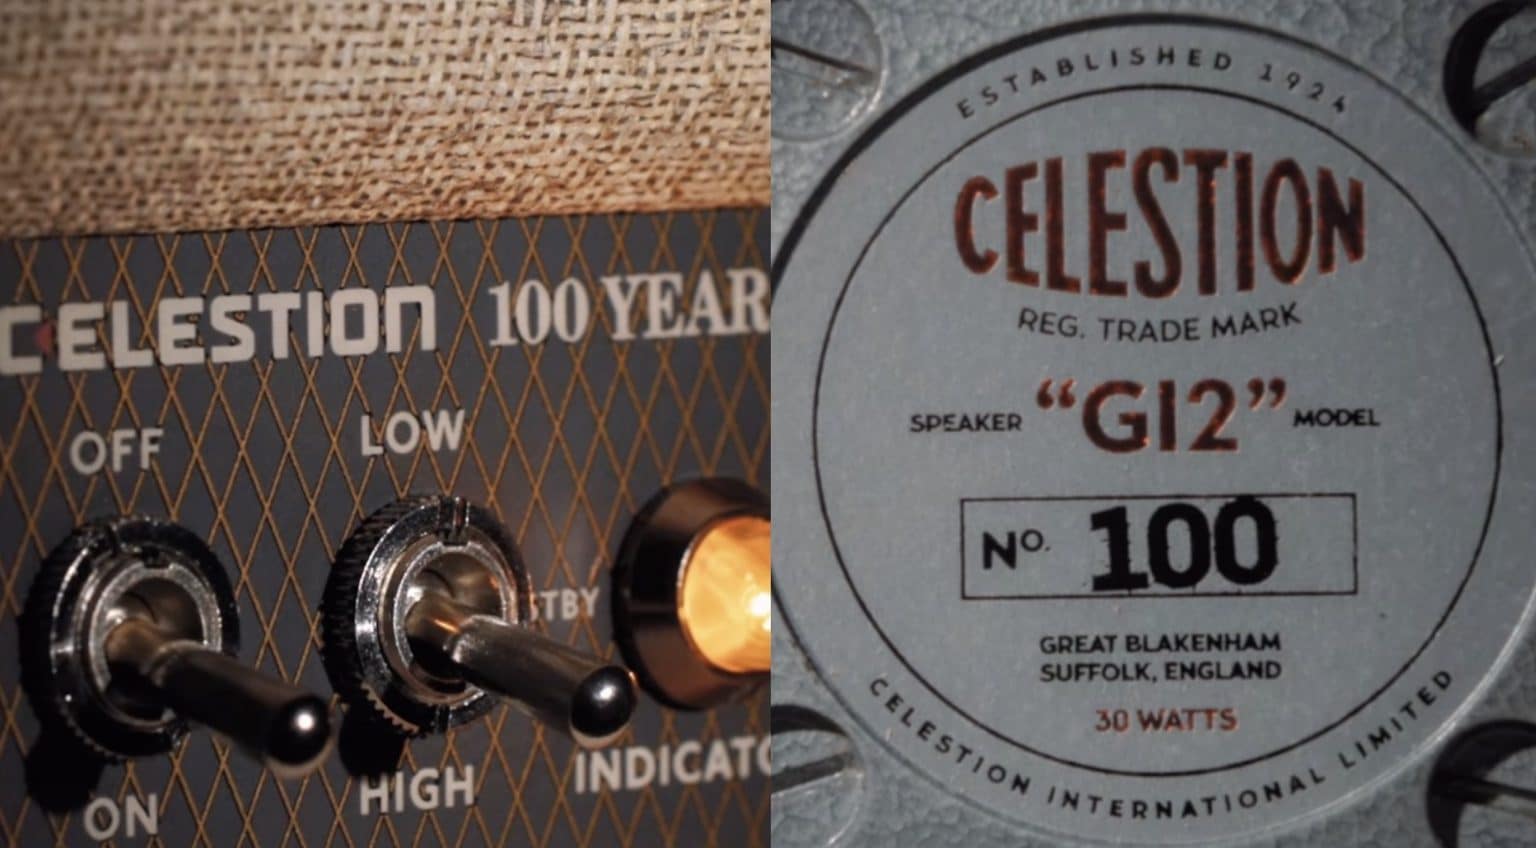 CELESTION 100 YEAR
OFF
LOW
STBY
ON
HIGH
INDICATO
ESTABLISHED 1924
CELESTION
REG. TRADE MARK
SPEAKER “G12” MODEL
No. 100
GREAT BLAKENHAM
SUFFOLK, ENGLAND
30 WATTS
CELESTION INTERNATIONAL LIMITED